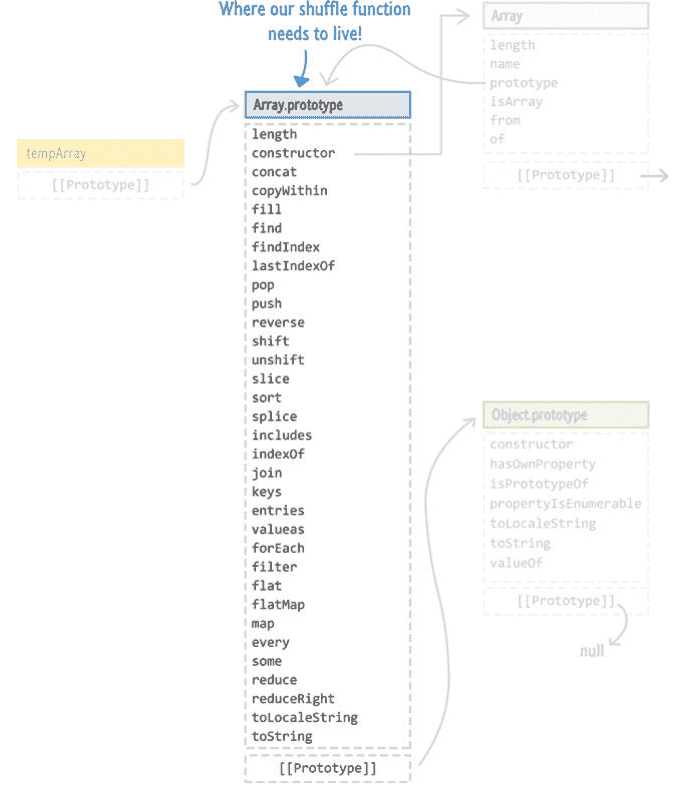 Where our shuffle function
needs to live!
Array
length
name
prototype
isArray
from
of
[[Prototype]]
tempArray
[[Prototype]]
Array.prototype
length
constructor
concat
copyWithin
fill
find
findIndex
lastIndexOf
pop
push
reverse
shift
unshift
slice
sort
splice
includes
indexOf
join
keys
entries
valueas
forEach
filter
flat
flatMap
map
every
some
reduce
reduceRight
toLocaleString
toString
[[Prototype]]
Object.prototype
constructor
hasOwnProperty
isPrototypeOf
propertyIsEnumerable
toLocaleString
toString
valueOf
[[Prototype]]
null